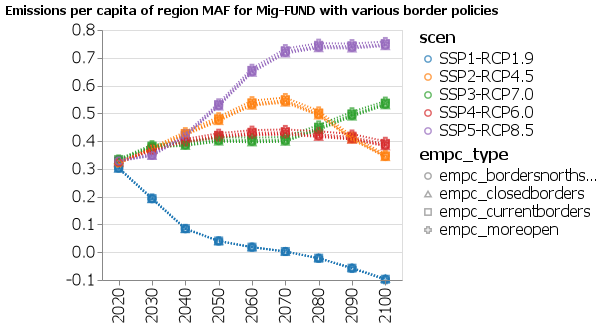 Emissions per capita of region MAF for Mig-FUND with various border policies
0.8
0.7
0.6
0.5
0.4
0.3
0.2
0.1
0.0
-0.1
2020
2030
2040
2050
2060
2070
2080
2090
2100
scen
SSP1-RCP1.9
SSP2-RCP4.5
SSP3-RCP7.0
SSP4-RCP6.0
SSP5-RCP8.5
empc_type
empc_bordersnorths...
empc_closedborders
empc_currentborders
empc_moreopen